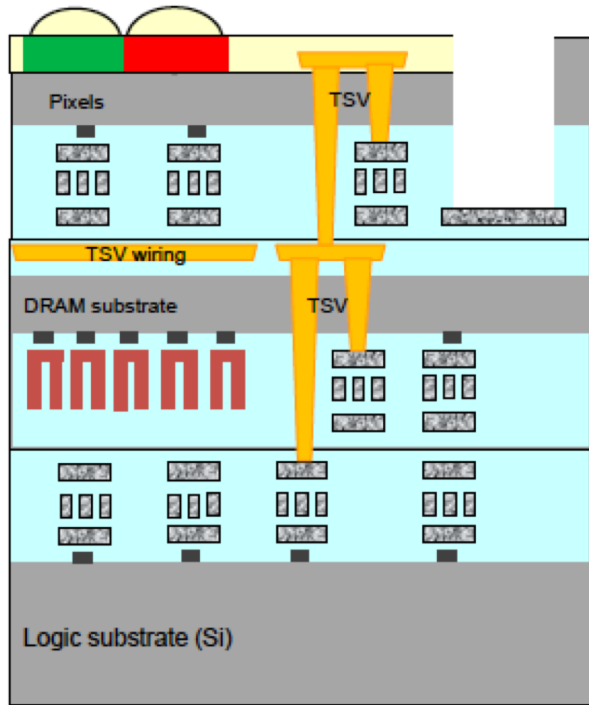 Pixels
TSV
TSV wiring
DRAM substrate
TSV
Logic substrate (Si)